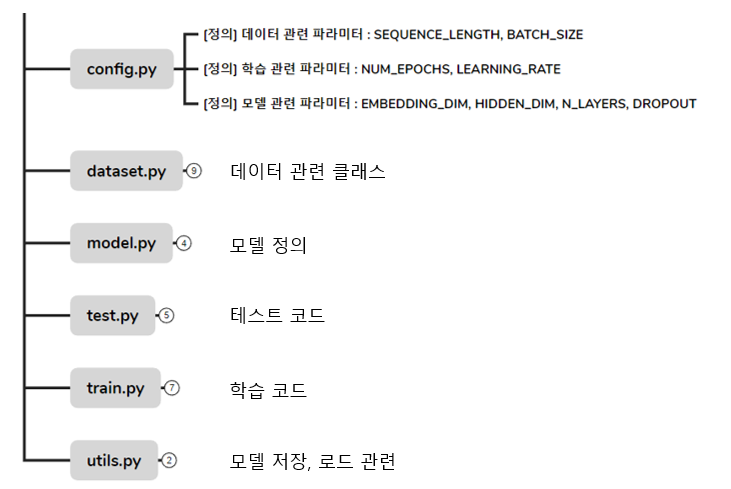 [정의] 데이터 관련 파라미터 : SEQUENCE_LENGTH, BATCH_SIZE
config.py [정의] 학습 관련 파라미터 : NUM_EPOCHS, LEARNING_RATE
[정의] 모델 관련 파라미터 : EMBEDDING_DIM, HIDDEN_DIM, N_LAYERS, DROPOUT
dataset.py 9 데이터 관련 클래스
model.py 4 모델 정의
test.py 5 테스트 코드
train.py 7 학습 코드
utils.py 2 모델 저장, 로드 관련